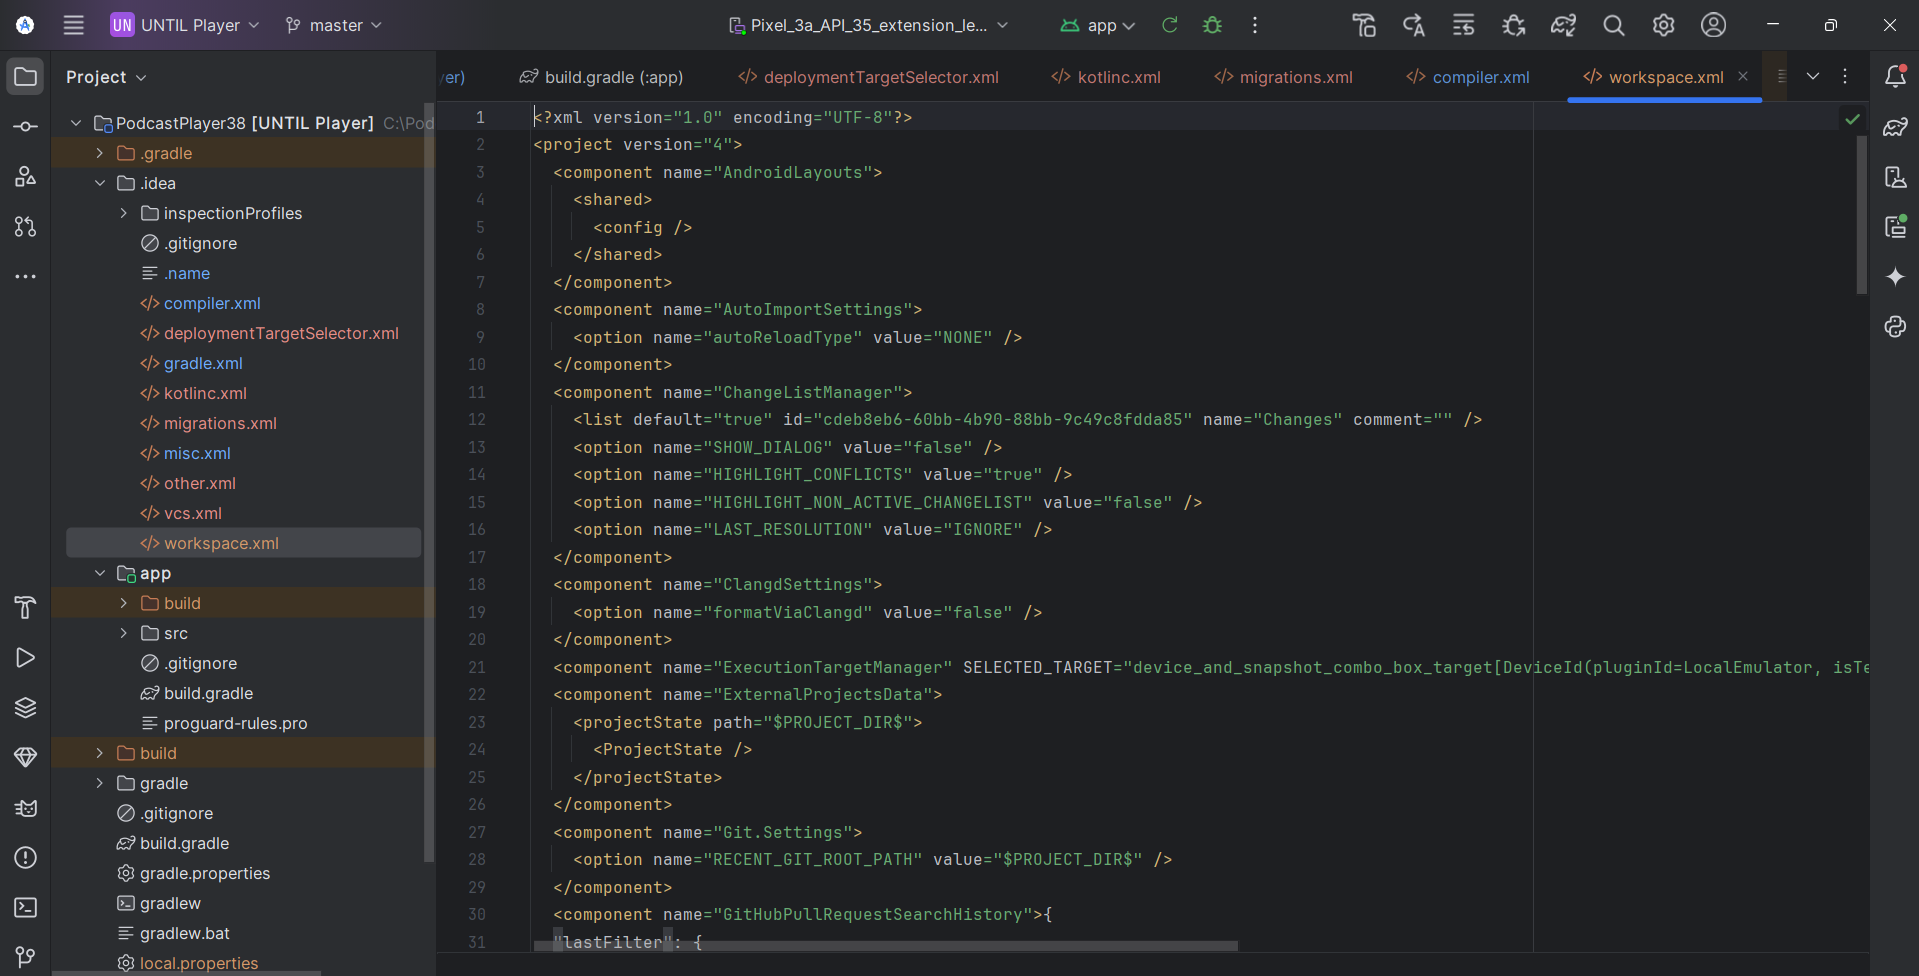 UN UNTIL Player master Pixel_3a_API_35_extension_le... app
Project
PodcastPlayer38 [UNTIL Player] C:\Pod
.gradle
.idea
inspectionProfiles
.gitignore
.name
compiler.xml
deploymentTargetSelector.xml
gradle.xml
kotlinc.xml
migrations.xml
misc.xml
other.xml
vcs.xml
workspace.xml
app
build
src
.gitignore
build.gradle
proguard-rules.pro
build
gradle
.gitignore
build.gradle
gradle.properties
gradlew
gradlew.bat
local.properties
yer) build.gradle (:app) deploymentTargetSelector.xml kotlinc.xml migrations.xml compiler.xml workspace.xml
1 <?xml version="1.0" encoding="UTF-8"?>
2 <project version="4">
3 <component name="AndroidLayouts">
4 <shared>
5 <config />
6 </shared>
7 </component>
8 <component name="AutoImportSettings">
9 <option name="autoReloadType" value="NONE" />
10 </component>
11 <component name="ChangeListManager">
12 <list default="true" id="cdeb8eb6-60bb-4b90-88bb-9c49c8fdda85" name="Changes" comment="" />
13 <option name="SHOW_DIALOG" value="false" />
14 <option name="HIGHLIGHT_CONFLICTS" value="true" />
15 <option name="HIGHLIGHT_NON_ACTIVE_CHANGELIST" value="false" />
16 <option name="LAST_RESOLUTION" value="IGNORE" />
17 </component>
18 <component name="ClangdSettings">
19 <option name="formatViaClangd" value="false" />
20 </component>
21 <component name="ExecutionTargetManager" SELECTED_TARGET="device_and_snapshot_combo_box_target[DeviceId(pluginId=LocalEmulator, isTe
22 <component name="ExternalProjectsData">
23 <projectState path="$PROJECT_DIR$">
24 <ProjectState />
25 </projectState>
26 </component>
27 <component name="Git.Settings">
28 <option name="RECENT_GIT_ROOT_PATH" value="$PROJECT_DIR$" />
29 </component>
30 <component name="GitHubPullRequestSearchHistory">{
31 "lastFilter": {